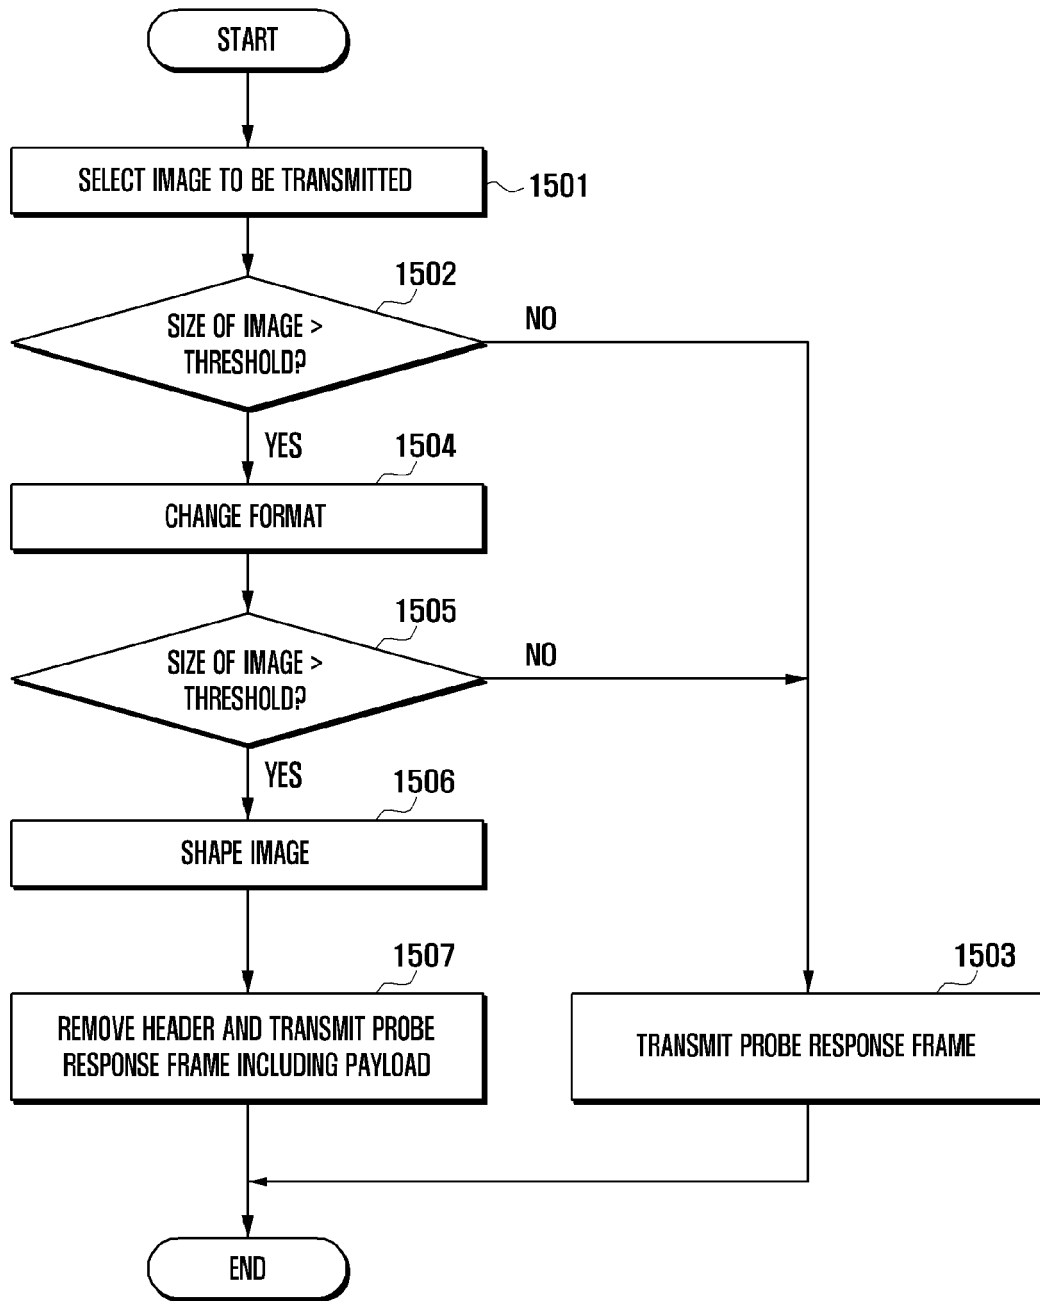 START
SELECT IMAGE TO BE TRANSMITTED
1501
1502
SIZE OF IMAGE >
THRESHOLD?
NO
YES
1504
CHANGE FORMAT
1505
SIZE OF IMAGE >
THRESHOLD?
NO
YES
1506
SHAPE IMAGE
1507
REMOVE HEADER AND TRANSMIT PROBE
RESPONSE FRAME INCLUDING PAYLOAD
1503
TRANSMIT PROBE RESPONSE FRAME
END